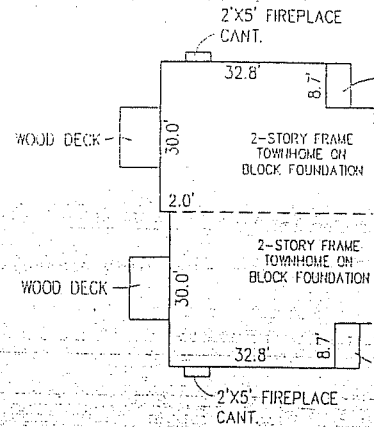 2'X5' FIREPLACE
CANT.
32.8'
8.7'
WOOD DECK
30.0'
2-STORY FRAME
TOWNHOME ON
BLOCK FOUNDATION
2.0'
2-STORY FRAME
TOWNHOME ON
BLOCK FOUNDATION
WOOD DECK
30.0'
32.8'
8.7'
2'X5' FIREPLACE
CANT.